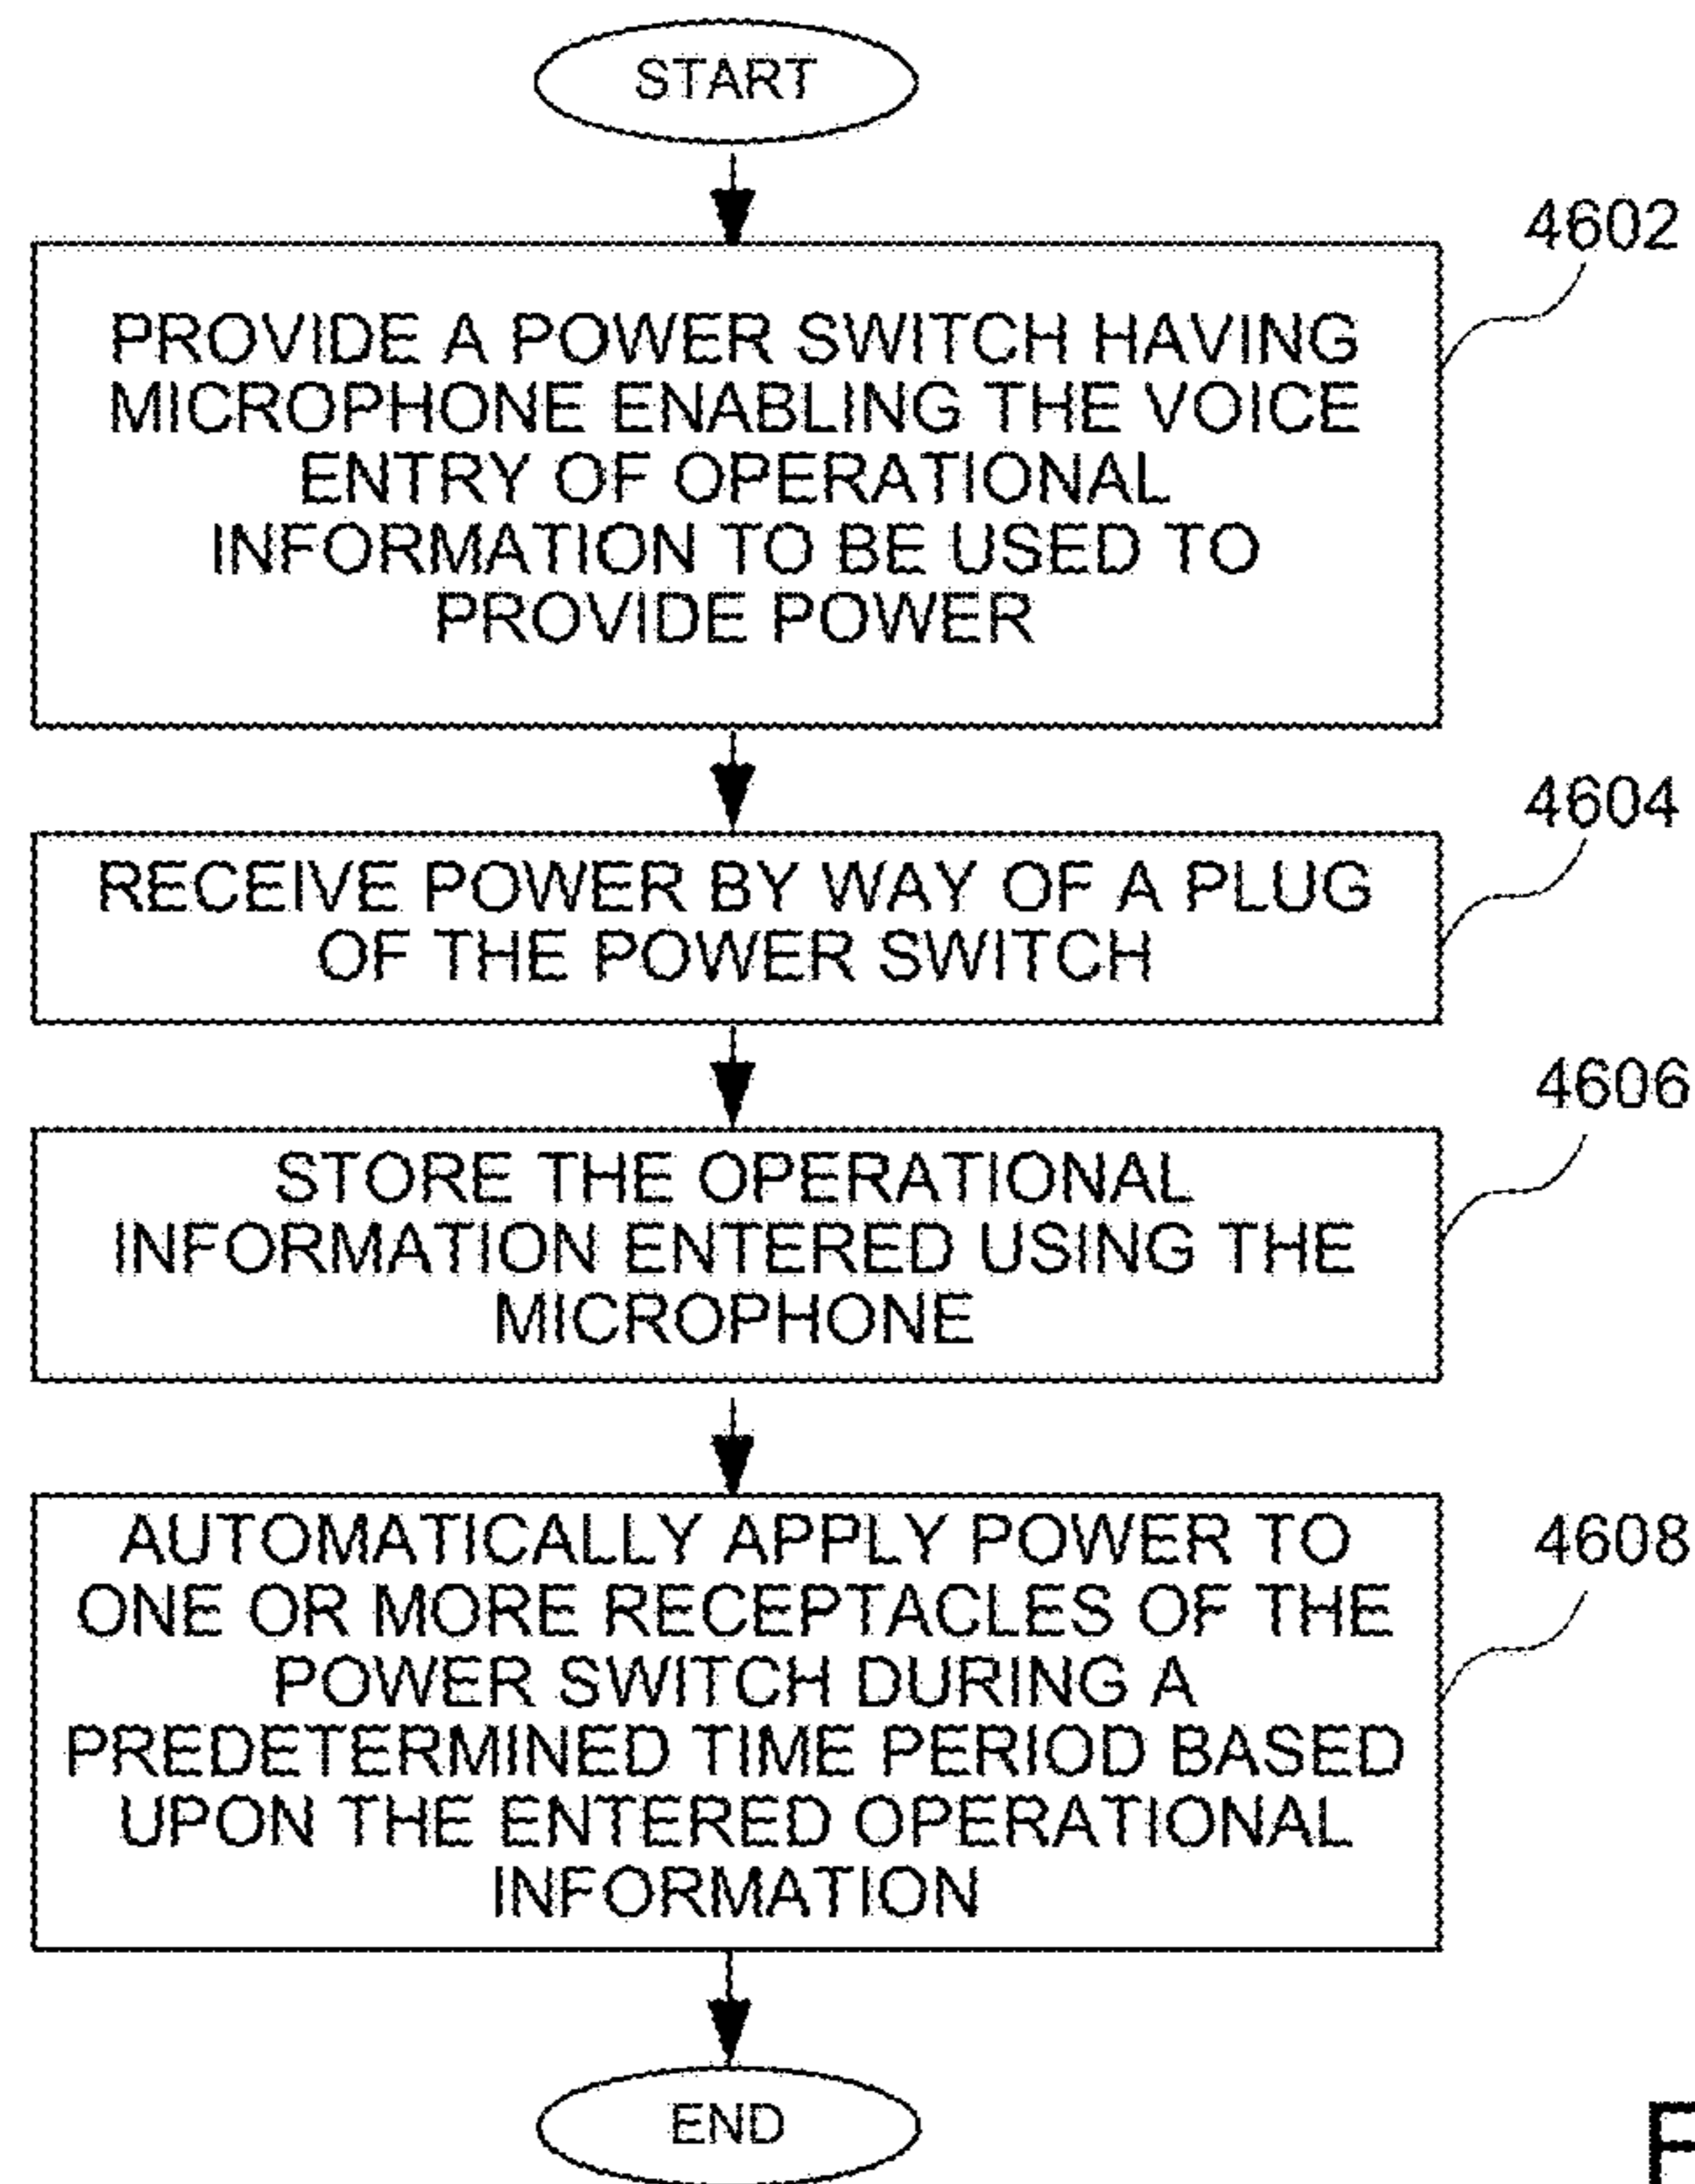 START
4602
PROVIDE A POWER SWITCH HAVING
MICROPHONE ENABLING THE VOICE
ENTRY OF OPERATIONAL
INFORMATION TO BE USED TO
PROVIDE POWER
4604
RECEIVE POWER BY WAY OF A PLUG
OF THE POWER SWITCH
4606
STORE THE OPERATIONAL
INFORMATION ENTERED USING THE
MICROPHONE
4608
AUTOMATICALLY APPLY POWER TO
ONE OR MORE RECEPTACLES OF THE
POWER SWITCH DURING A
PREDETERMINED TIME PERIOD BASED
UPON THE ENTERED OPERATIONAL
INFORMATION
END